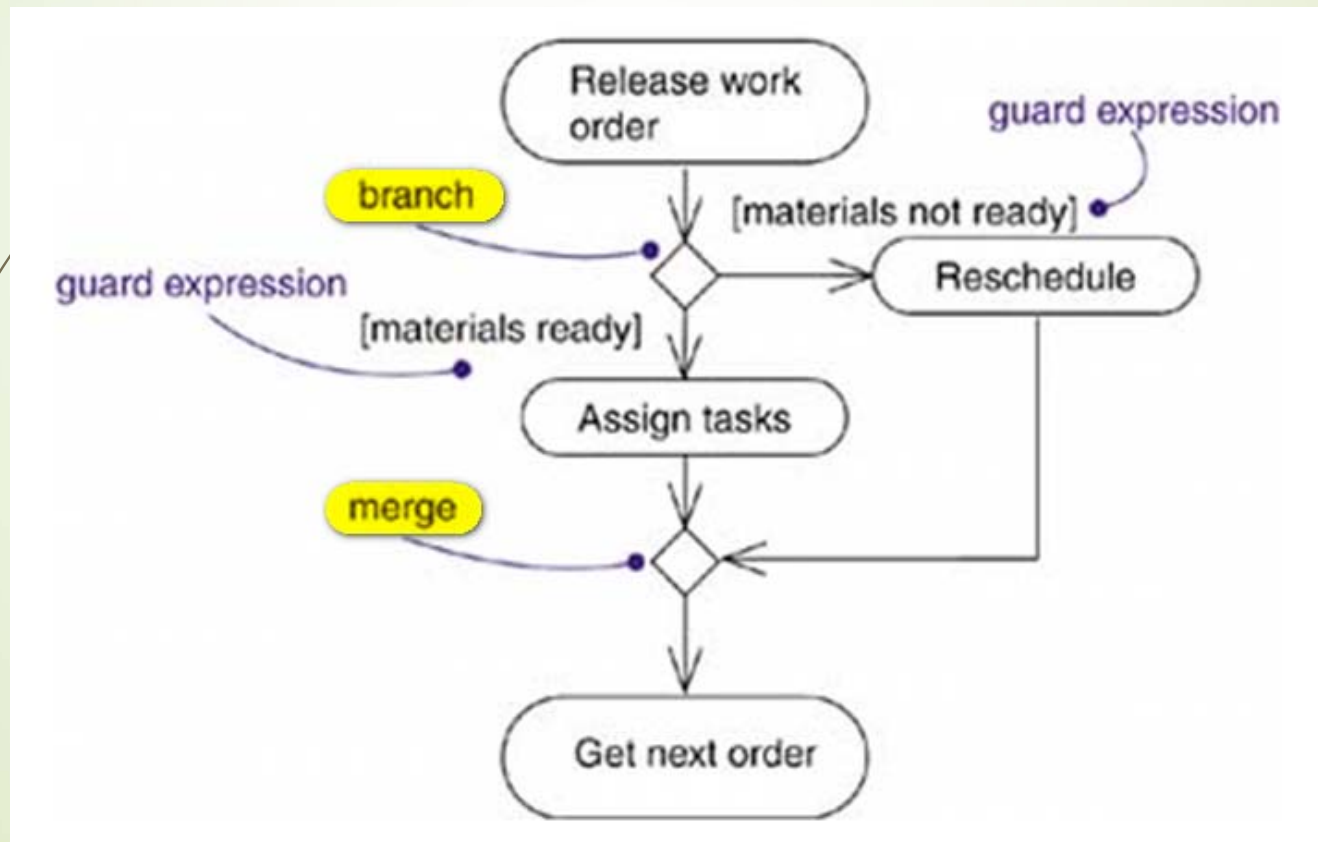 Release work
order
guard expression
branch
[materials not ready]
guard expression
Reschedule
[materials ready]
Assign tasks
merge
Get next order